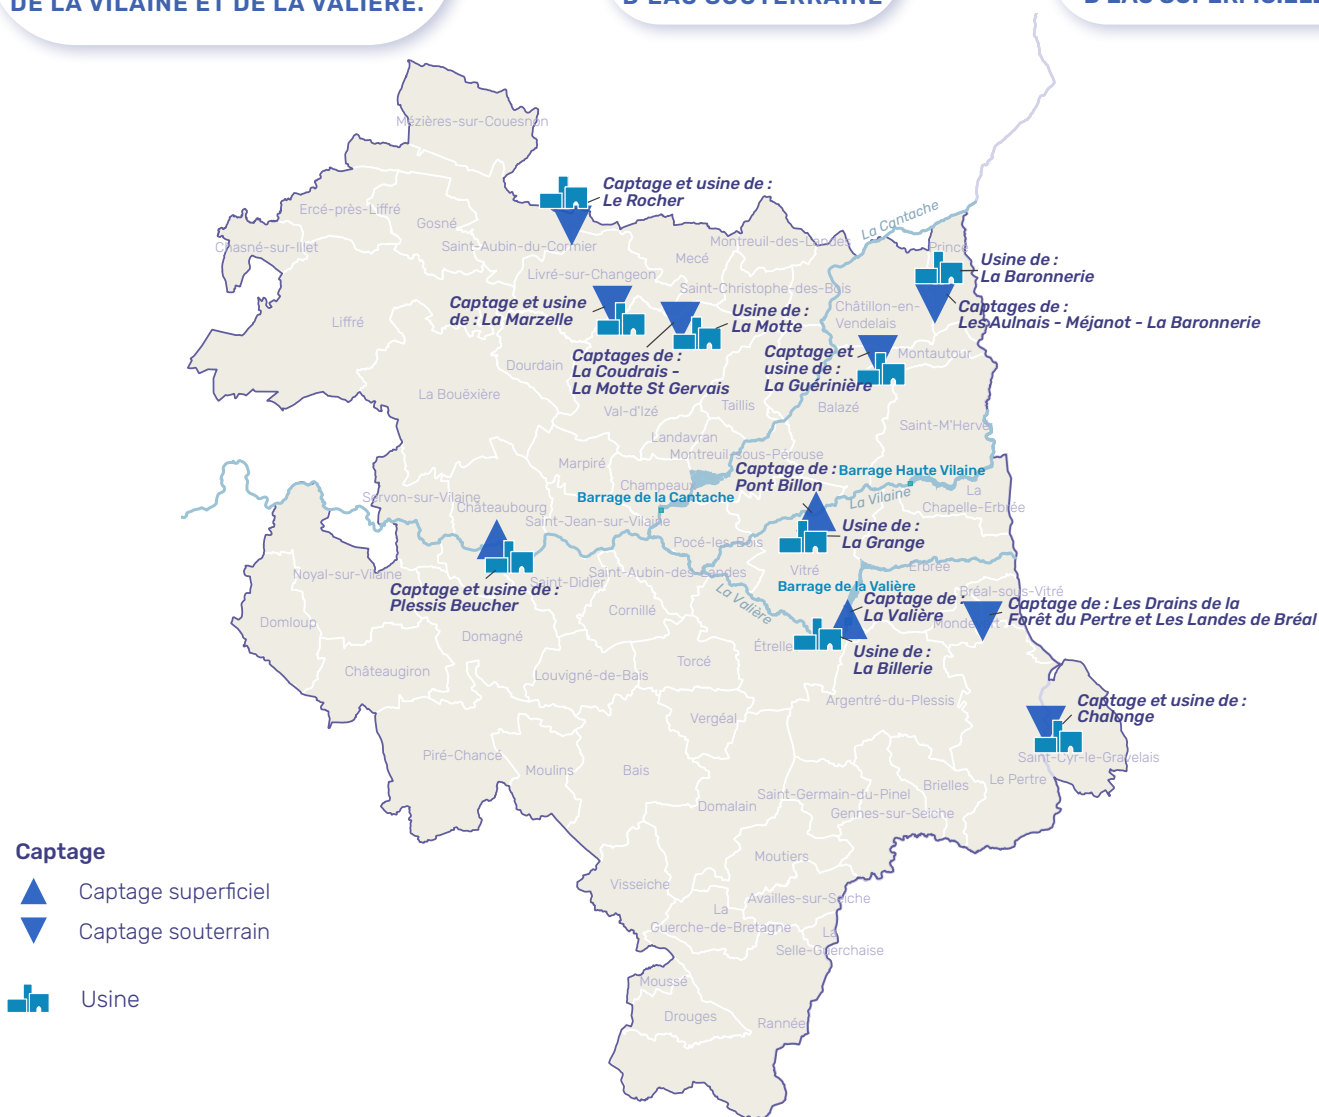 DE LA VILAINE ET DE LA VALIÈRE.
D'EAU SOUTERRAINE
D'EAU SUPERFICIELLE
Mézières-sur-Couesnon
Captage et usine de :
Le Rocher
Ercé-près-Liffré
Gosné
Chasné-sur-Illet
Saint-Aubin-du-Cormier
Montreuil-des-Landes
La Cantache
Princé
Mecé
Usine de :
La Baronnerie
Livré-sur-Changeon
Saint-Christophe-des-Bois
Captage et usine
de : La Marzelle
Usine de :
La Motte
Châtillon-en-
Vendelais
Captages de :
Les Aulnais - Méjanot - La Baronnerie
Liffré
Captages de :
La Coudrais -
La Motte St Gervais
Captage et
usine de :
La Guérinière
Montautour
Dourdain
La Bouëxière
Val-d'Izé
Taillis
Balazé
Saint-M'Hervé
Landavran
Montreuil-sous-Pérouse
Marpiré
Champeaux
Captage de :
Pont Billon
Barrage Haute Vilaine
Barrage de la Cantache
La Vilaine
La
Chapelle-Erbrée
Servon-sur-Vilaine
Châteaubourg
Saint-Jean-sur-Vilaine
Usine de :
La Grange
Pocé-les-Bois
Noyal-sur-Vilaine
Saint-Didier
Saint-Aubin-des-Landes
Vitré
Erbrée
Barrage de la Valière
Captage et usine de :
Plessis Beucher
La Valière
Captage de :
La Valière
Bréal-sous-Vitré
Captage de : Les Drains de la
Forêt du Pertre et Les Landes de Bréal
Mondevert
Domloup
Cornillé
Domagné
Étrelles
Usine de :
La Billerie
Châteaugiron
Louvigné-de-Bais
Torcé
Argentré-du-Plessis
Captage et usine de :
Chalonge
Vergéal
Piré-Chancé
Moulins
Bais
Saint-Cyr-le-Gravelais
Le Pertre
Brielles
Saint-Germain-du-Pinel
Domalain
Gennes-sur-Seiche
Captage
Captage superficiel
Captage souterrain
Usine
Moutiers
Visseiche
Availles-sur-Seiche
La
Guerche-de-Bretagne
La
Selle-Guerchaise
Moussé
Drouges
Rannée